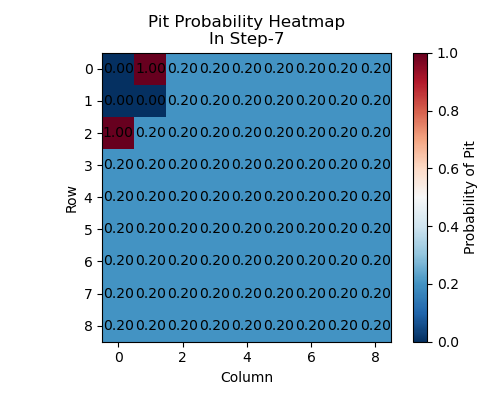 Pit Probability Heatmap
In Step-7
0 0.00 1.00 0.20 0.20 0.20 0.20 0.20 0.20 0.20
1 0.00 0.00 0.20 0.20 0.20 0.20 0.20 0.20 0.20
2 1.00 0.20 0.20 0.20 0.20 0.20 0.20 0.20 0.20
3 0.20 0.20 0.20 0.20 0.20 0.20 0.20 0.20 0.20
4 0.20 0.20 0.20 0.20 0.20 0.20 0.20 0.20 0.20
5 0.20 0.20 0.20 0.20 0.20 0.20 0.20 0.20 0.20
6 0.20 0.20 0.20 0.20 0.20 0.20 0.20 0.20 0.20
7 0.20 0.20 0.20 0.20 0.20 0.20 0.20 0.20 0.20
8 0.20 0.20 0.20 0.20 0.20 0.20 0.20 0.20 0.20
0 2 4 6 8
Column
Row
1.0
0.8
0.6
0.4
0.2
0.0
Probability of Pit